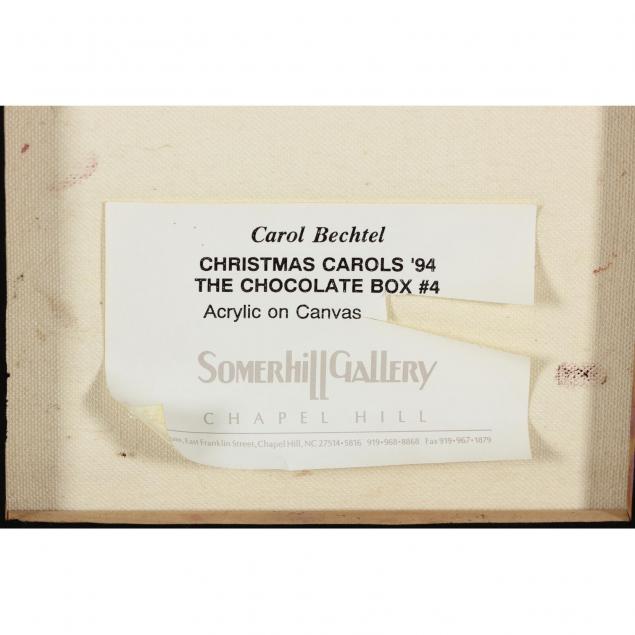 Carol Bechtel
CHRISTMAS CAROLS '94
THE CHOCOLATE BOX #4
Acrylic on Canvas
SOMERHILL GALLERY
CHAPEL HILL
East Franklin Street, Chapel Hill, NC 27514•5816 919•968•8868 Fax 919•967•1879